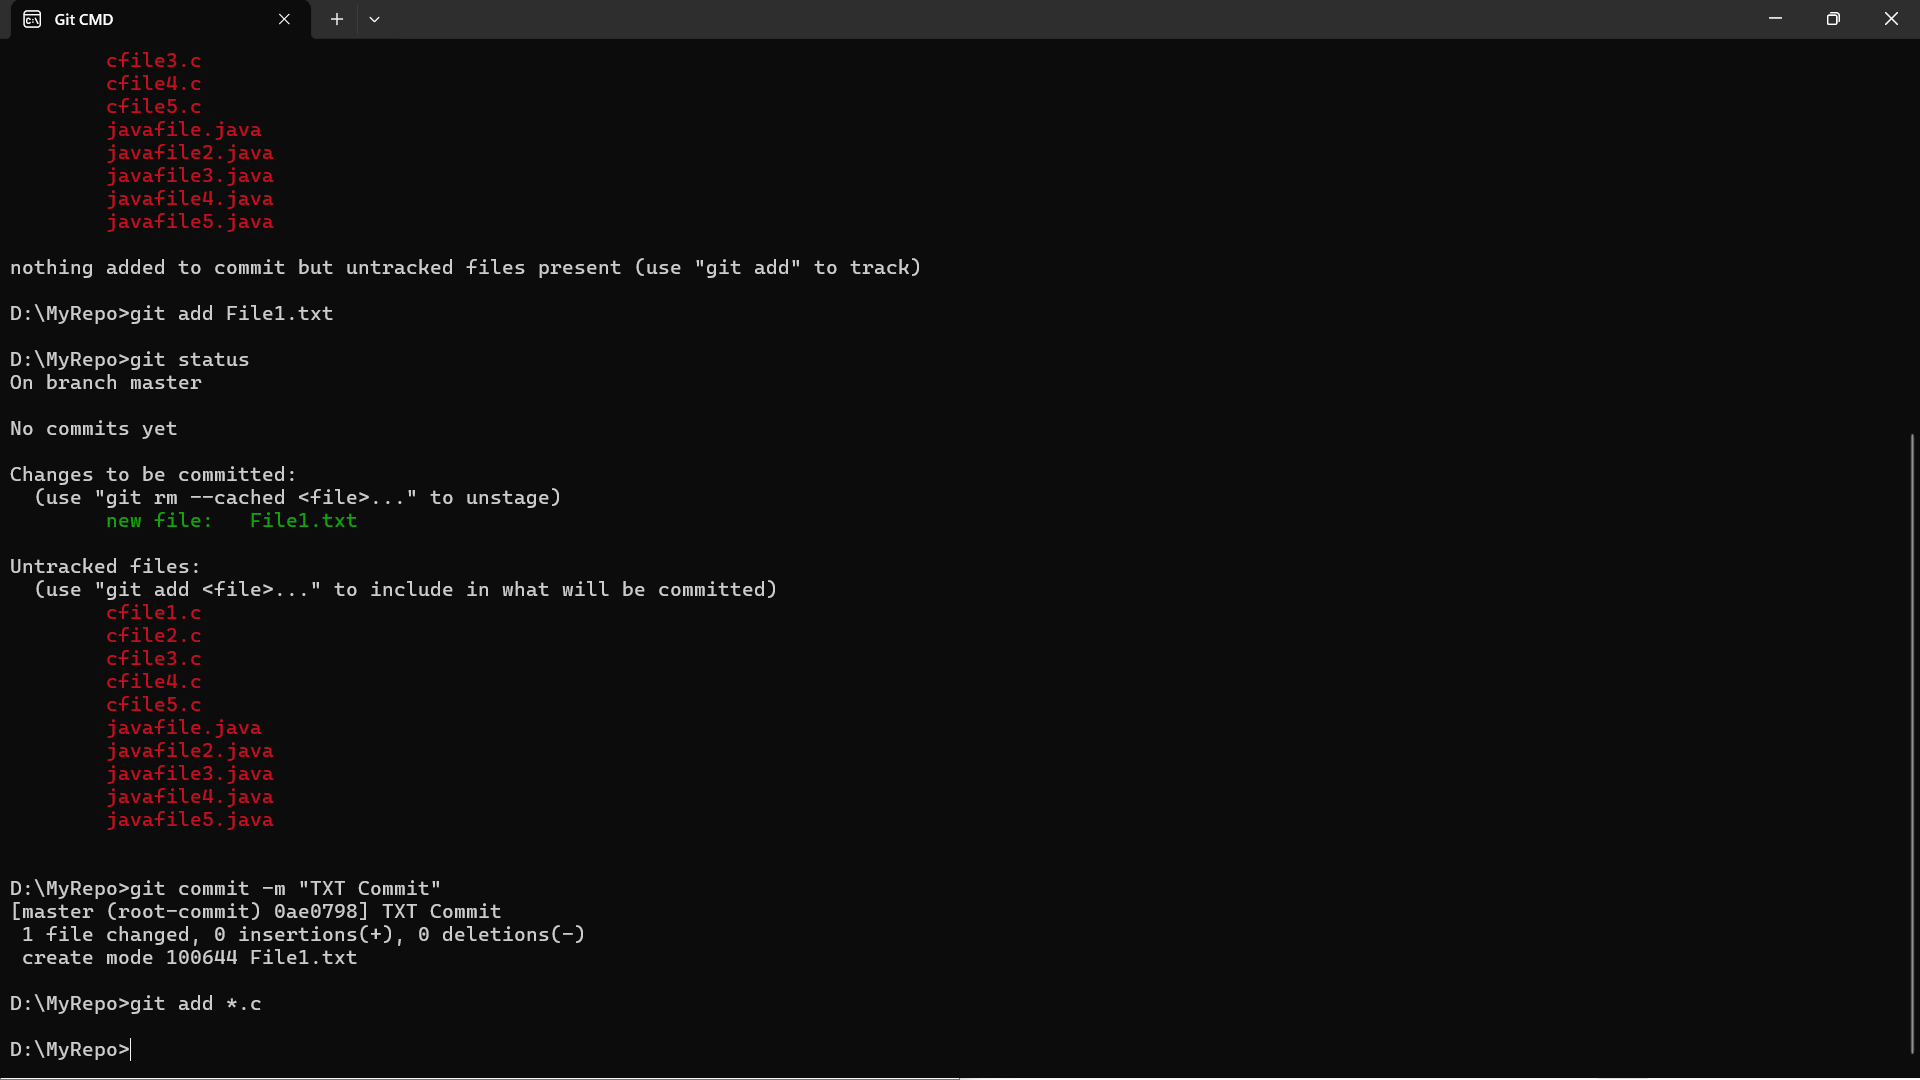 Git CMD
cfile3.c
cfile4.c
cfile5.c
javafile.java
javafile2.java
javafile3.java
javafile4.java
javafile5.java
nothing added to commit but untracked files present (use "git add" to track)
D:\MyRepo>git add File1.txt
D:\MyRepo>git status
On branch master
No commits yet
Changes to be committed:
  (use "git rm --cached <file>..." to unstage)
        new file:   File1.txt
Untracked files:
  (use "git add <file>..." to include in what will be committed)
        cfile1.c
        cfile2.c
        cfile3.c
        cfile4.c
        cfile5.c
        javafile.java
        javafile2.java
        javafile3.java
        javafile4.java
        javafile5.java
D:\MyRepo>git commit -m "TXT Commit"
[master (root-commit) 0ae0798] TXT Commit
 1 file changed, 0 insertions(+), 0 deletions(-)
 create mode 100644 File1.txt
D:\MyRepo>git add *.c
D:\MyRepo>